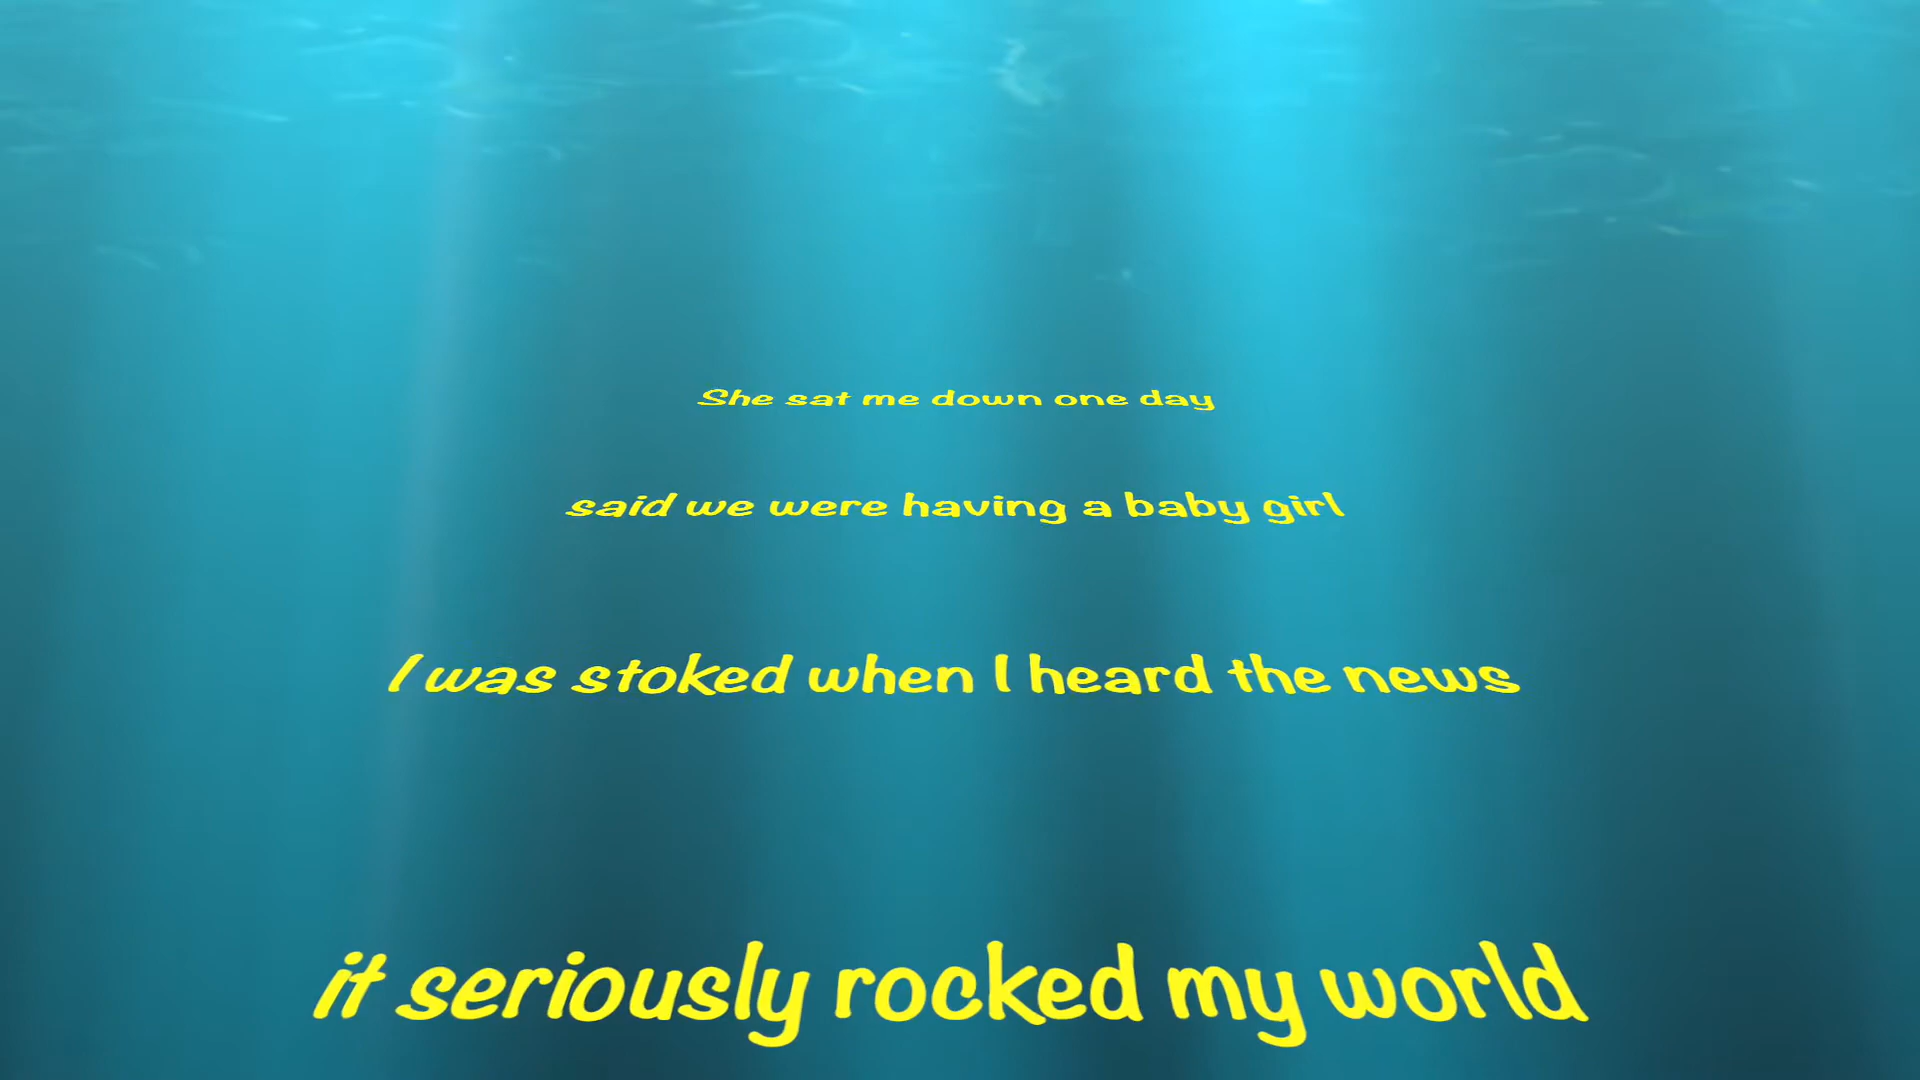 She sat me down one day
said we were having a baby girl
I was stoked when I heard the news
it seriously rocked my world